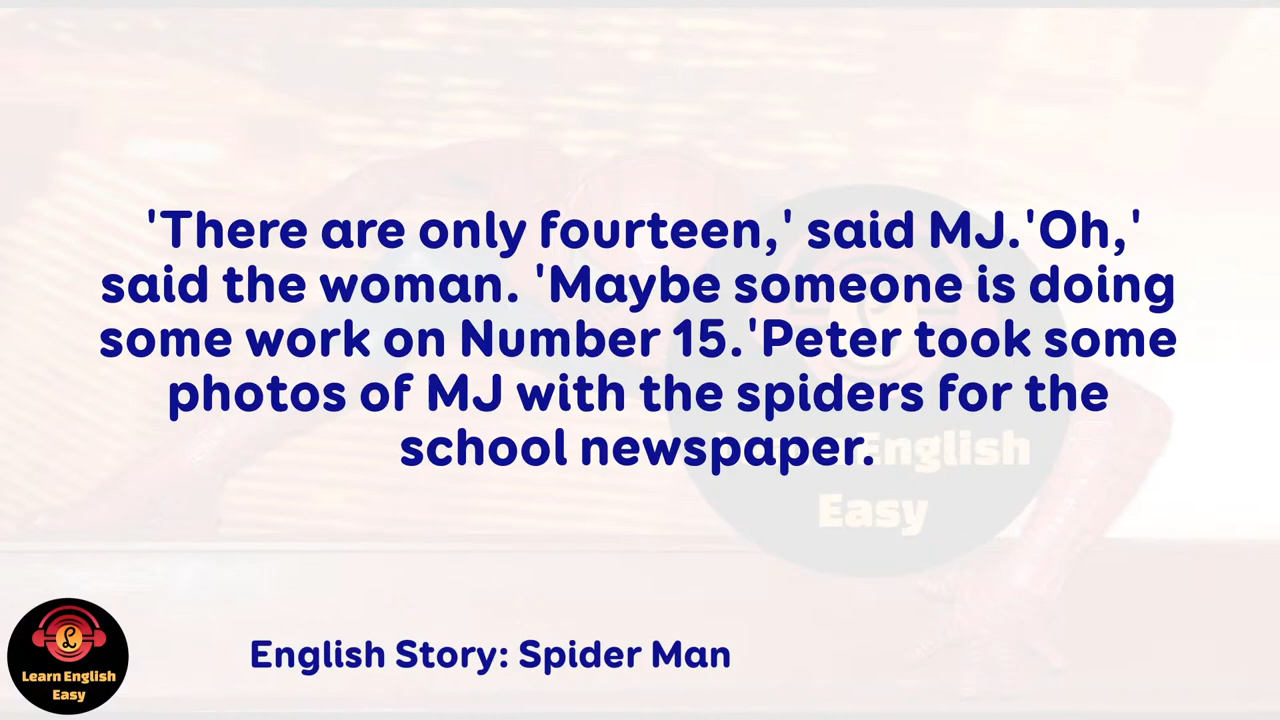 'There are only fourteen,' said MJ.'Oh,'
said the woman. 'Maybe someone is doing
some work on Number 15.'Peter took some
photos of MJ with the spiders for the
school newspaper.
English
Easy
English Story: Spider Man
Learn English
Easy